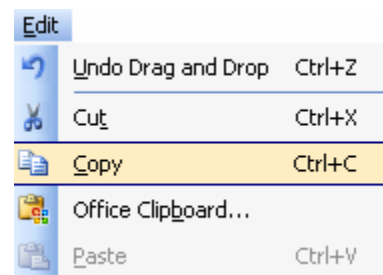 Edit
Undo Drag and Drop Ctrl+Z
Cut Ctrl+X
Copy Ctrl+C
Office Clipboard...
Paste Ctrl+V